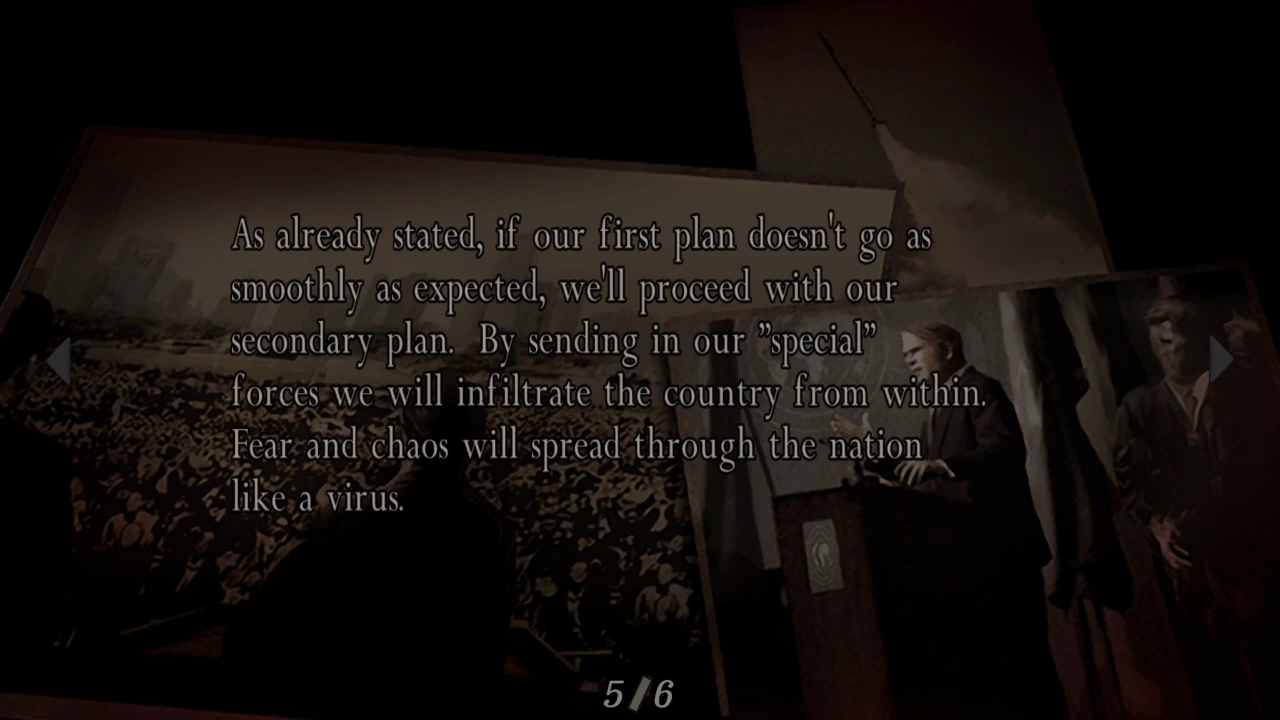 As already stated, if our first plan doesn't go as
smoothly as expected, we'll proceed with our
secondary plan. By sending in our ”special”
forces we will infiltrate the country from within.
Fear and chaos will spread through the nation
like a virus.
5/6